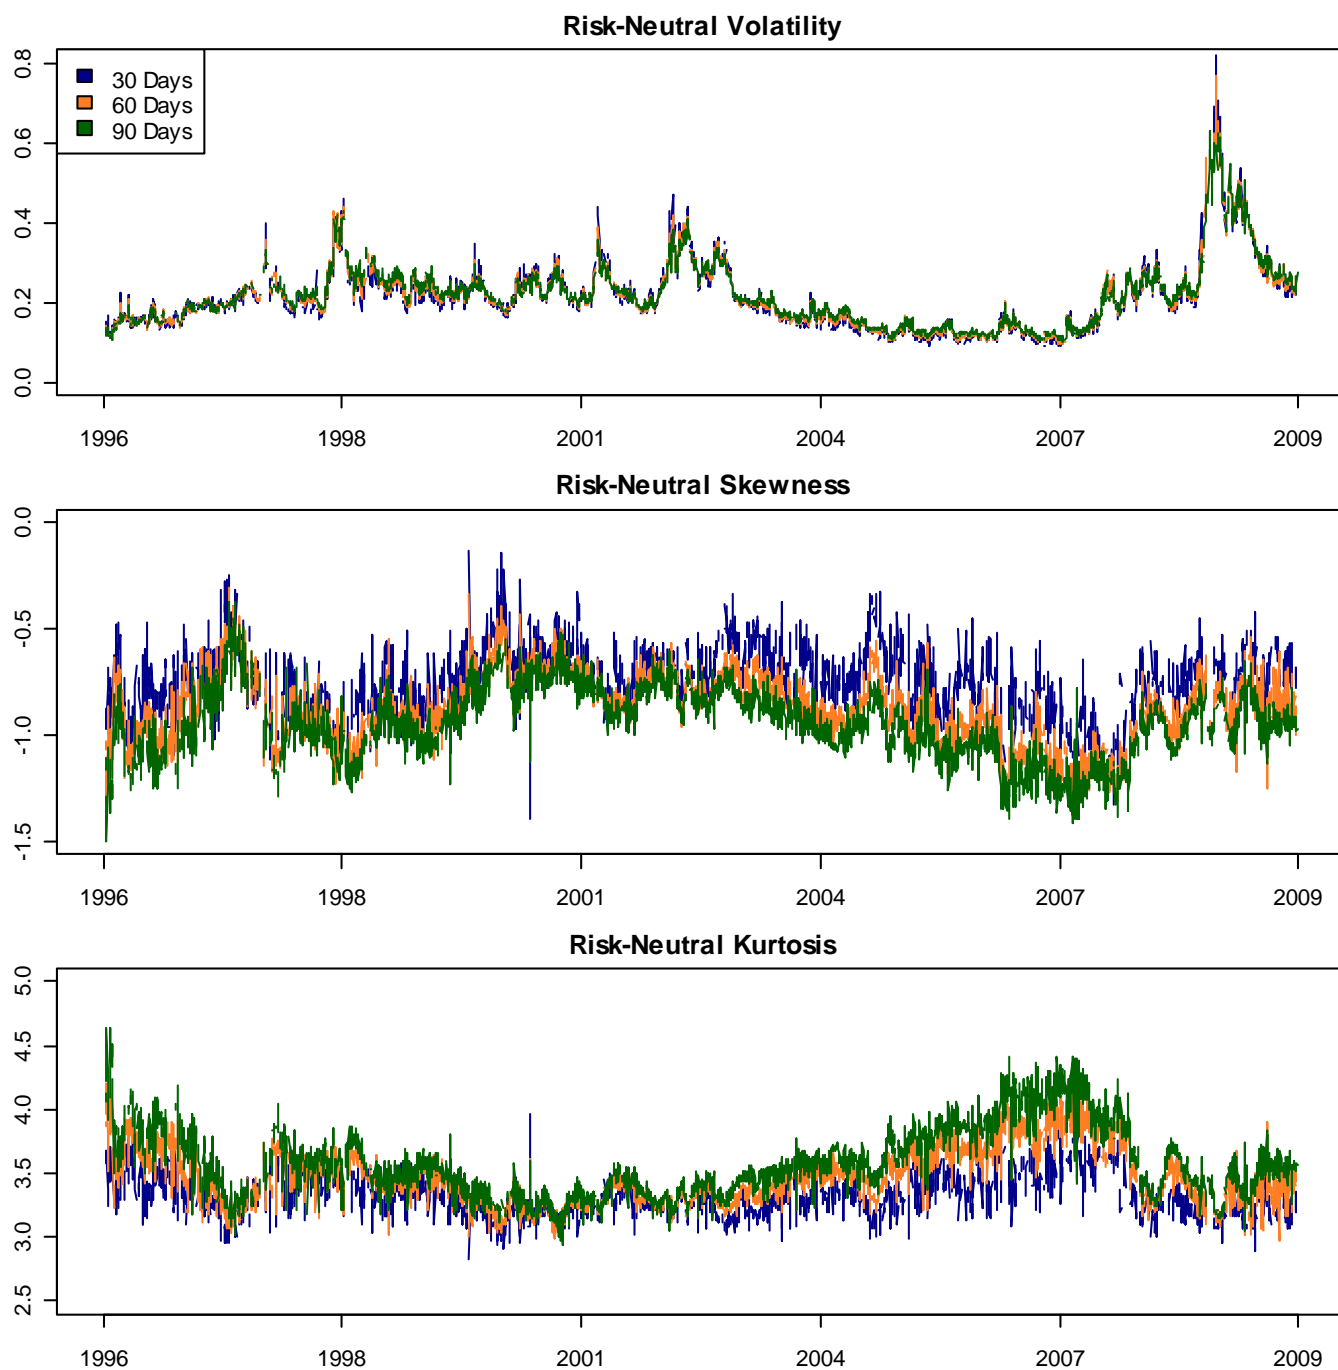 Risk-Neutral Volatility
0.8
0.6
0.4
0.2
0.0
30 Days
60 Days
90 Days
1996 1998 2001 2004 2007 2009
Risk-Neutral Skewness
0.0
-0.5
-1.0
-1.5
1996 1998 2001 2004 2007 2009
Risk-Neutral Kurtosis
5.0
4.5
4.0
3.5
3.0
2.5
1996 1998 2001 2004 2007 2009